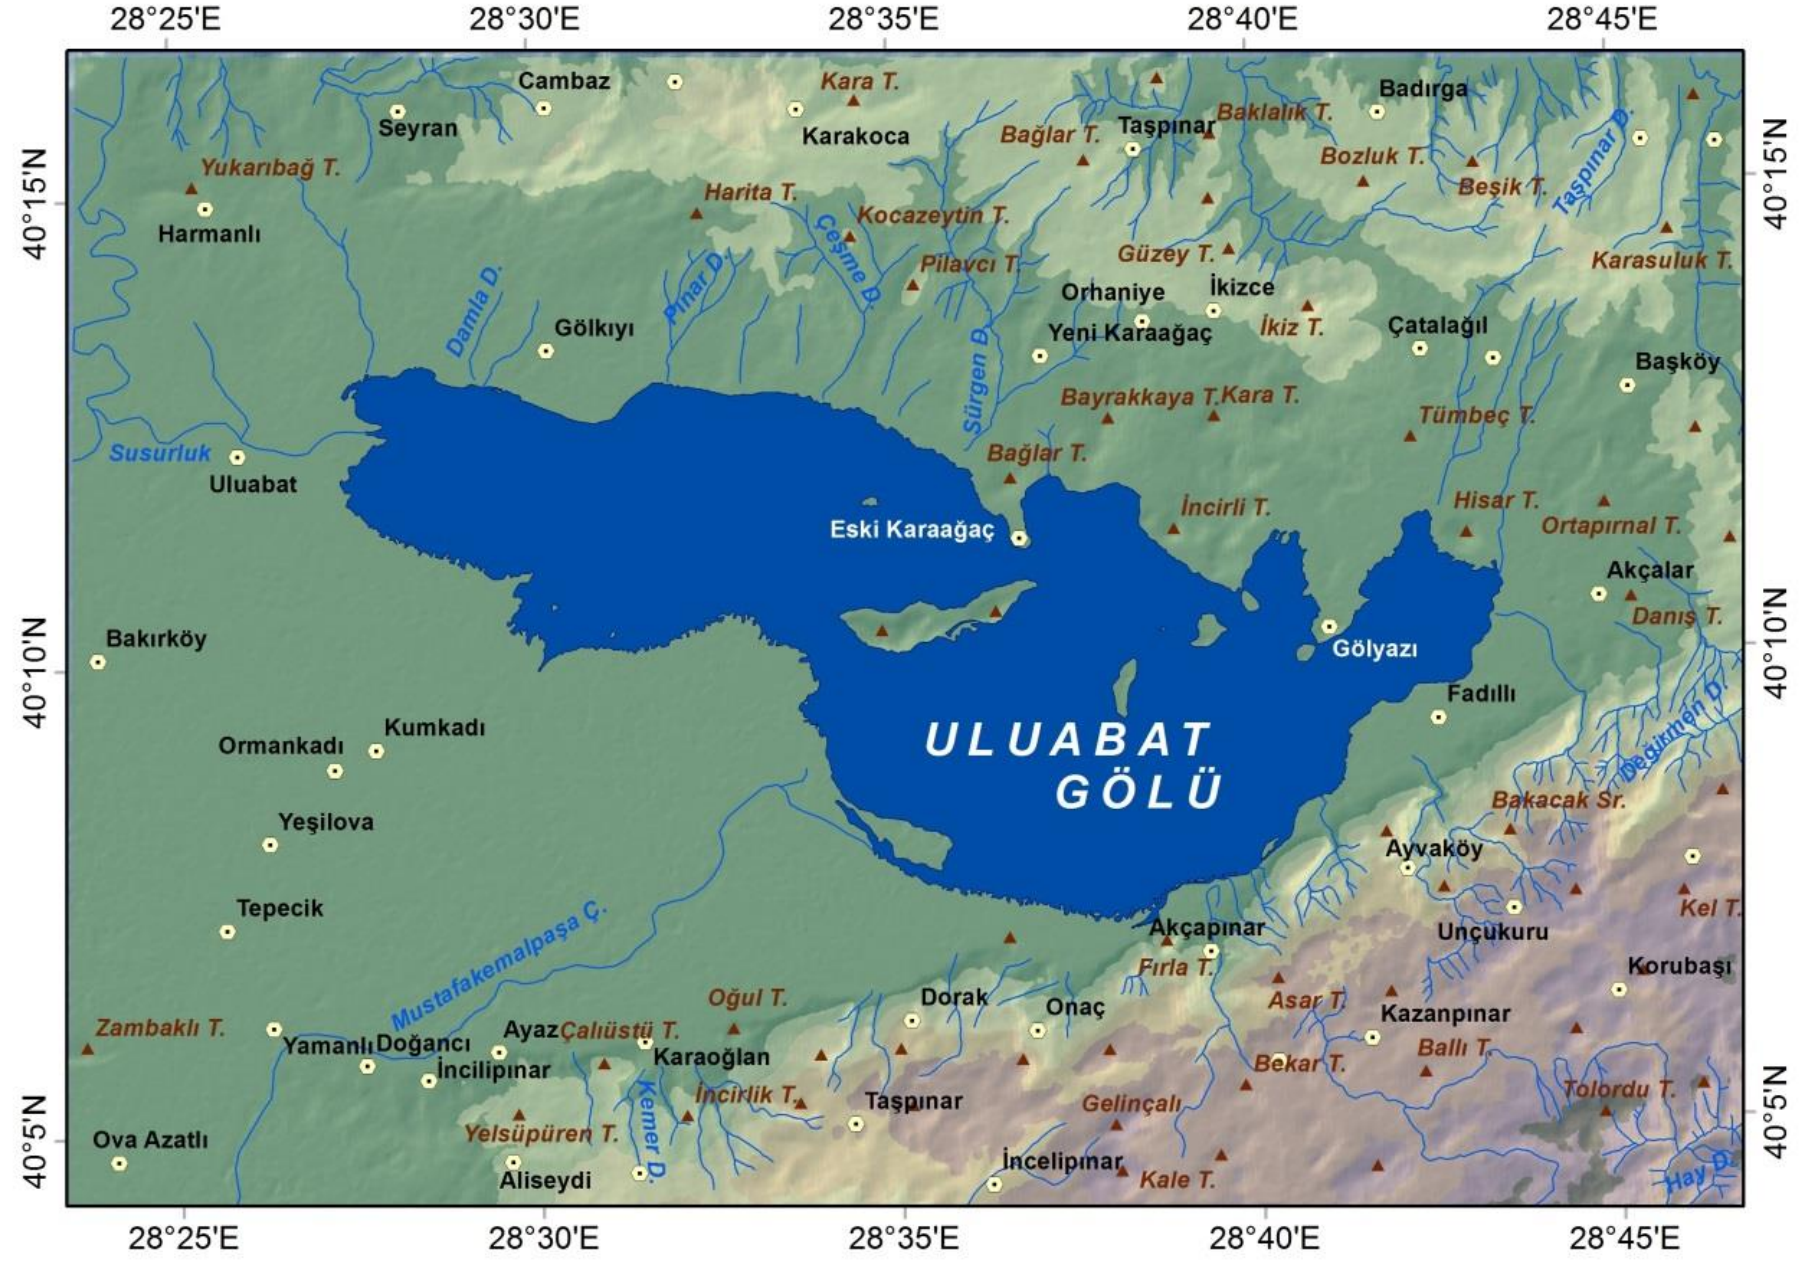 28°25'E
28°30'E
28°35'E
28°40'E
28°45'E
Cambaz
Kara T.
Badırga
Seyran
Karakoca
Bağlar T.
Taşpınar
Baklalık T.
Taşpınar D.
40°15'N
40°15'N
Yukarıbağ T.
Bozluk T.
Beşik T.
Harmanlı
Harita T.
Kocazeytin T.
Çeşme D.
Güzey T.
Karasuluk T.
Pilavcı T.
Pınar D.
Damla D.
Orhaniye
İkizce
Gölkıyı
Yeni Karaağaç
İkiz T.
Çatalağıl
Başköy
Sürgen D.
Bayrakkaya T.
Kara T.
Tümbeç T.
Susurluk
Uluabat
Bağlar T.
İncirli T.
Hisar T.
Ortapırnal T.
Eski Karaağaç
Akçalar
Danış T.
40°10'N
40°10'N
Bakırköy
Gölyazı
Fadıllı
Değirmen D.
Kumkadı
Ormankadı
ULUABAT
GÖLÜ
Bakacak Sr.
Yeşilova
Ayvaköy
Tepecik
Kel T.
Mustafakemalpaşa Ç.
Akçapınar
Unçukuru
Fırla T.
Korubaşı
Oğul T.
Dorak
Onaç
Asar T.
Kazanpınar
Zambaklı T.
Yamanlı
Doğancı
Ayaz
Çalıüstü T.
Karaoğlan
Ballı T.
İncilipınar
Bekar T.
İncirlik T.
Taşpınar
Gelinçalı
Tolordu T.
Kemer D.
40°5'N
40°5'N
Ova Azatlı
Yelsüpüren T.
Aliseydi
İncelipınar
Kale T.
Hay D.
28°25'E
28°30'E
28°35'E
28°40'E
28°45'E